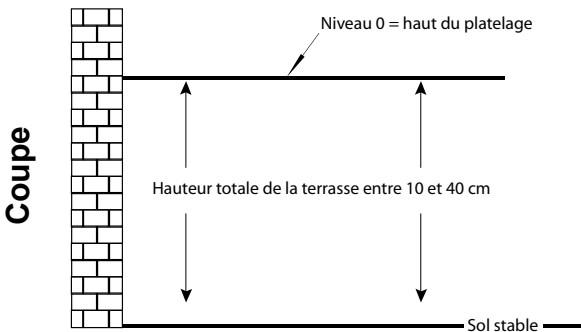 Niveau 0 = haut du platelage
Coupe
Hauteur totale de la terrasse entre 10 et 40 cm
Sol stable